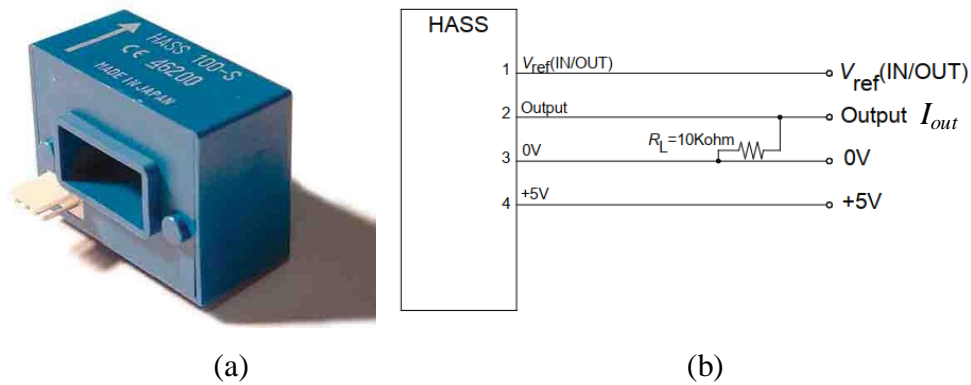 HASS 100-S
CE 46200
MADE IN JAPAN
HASS
1 Vref(IN/OUT) Vref(IN/OUT)
2 Output Output Iout
RL=10Kohm
3 0V 0V
4 +5V +5V
(a)
(b)